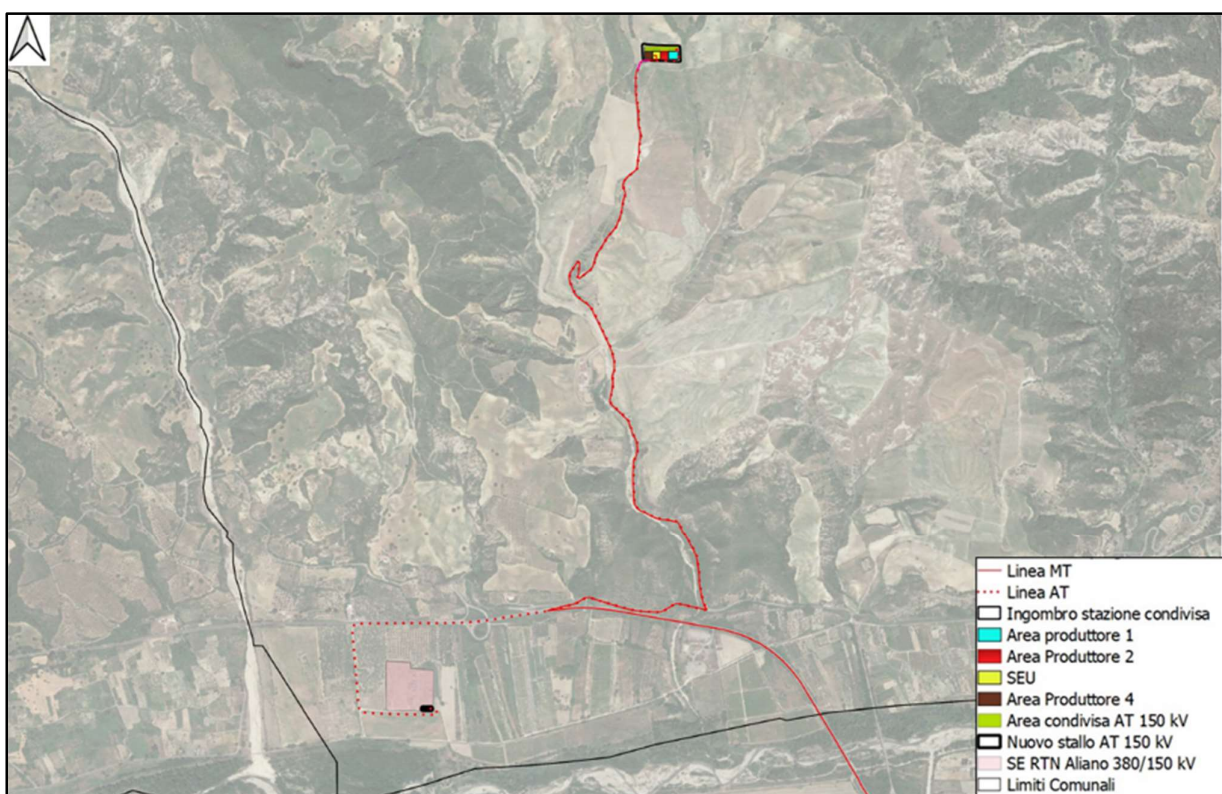 Linea MT
Linea AT
Ingombro stazione condivisa
Area produttore 1
Area Produttore 2
SEU
Area Produttore 4
Area condivisa AT 150 kV
Nuovo stallo AT 150 kV
SE RTN Aliano 380/150 kV
Limiti Comunali